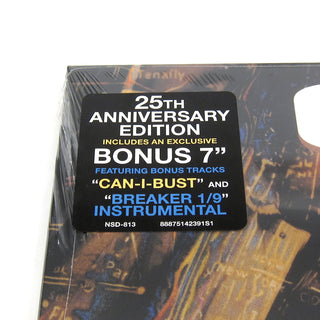 25TH
ANNIVERSARY
EDITION
INCLUDES AN EXCLUSIVE
BONUS 7”
FEATURING BONUS TRACKS
“CAN-I-BUST” AND
“BREAKER 1/9”
INSTRUMENTAL
NSD-813 88875142391S1